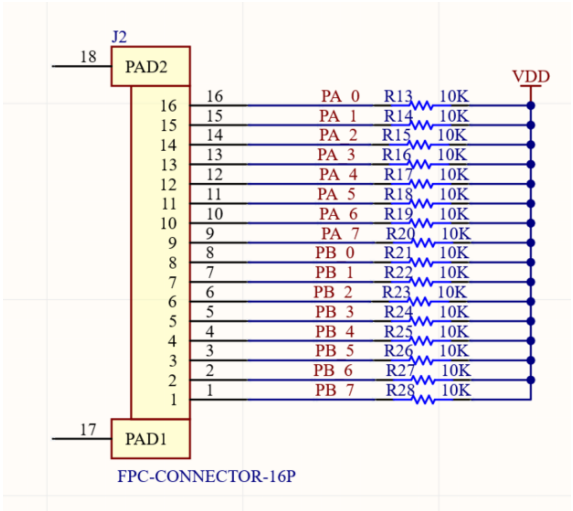 J2
18 PAD2
VDD
16 16 PA 0 R13 10K
15 15 PA 1 R14 10K
14 14 PA 2 R15 10K
13 13 PA 3 R16 10K
12 12 PA 4 R17 10K
11 11 PA 5 R18 10K
10 10 PA 6 R19 10K
9 9 PA 7 R20 10K
8 8 PB 0 R21 10K
7 7 PB 1 R22 10K
6 6 PB 2 R23 10K
5 5 PB 3 R24 10K
4 4 PB 4 R25 10K
3 3 PB 5 R26 10K
2 2 PB 6 R27 10K
1 1 PB 7 R28 10K
17 PAD1
FPC-CONNECTOR-16P